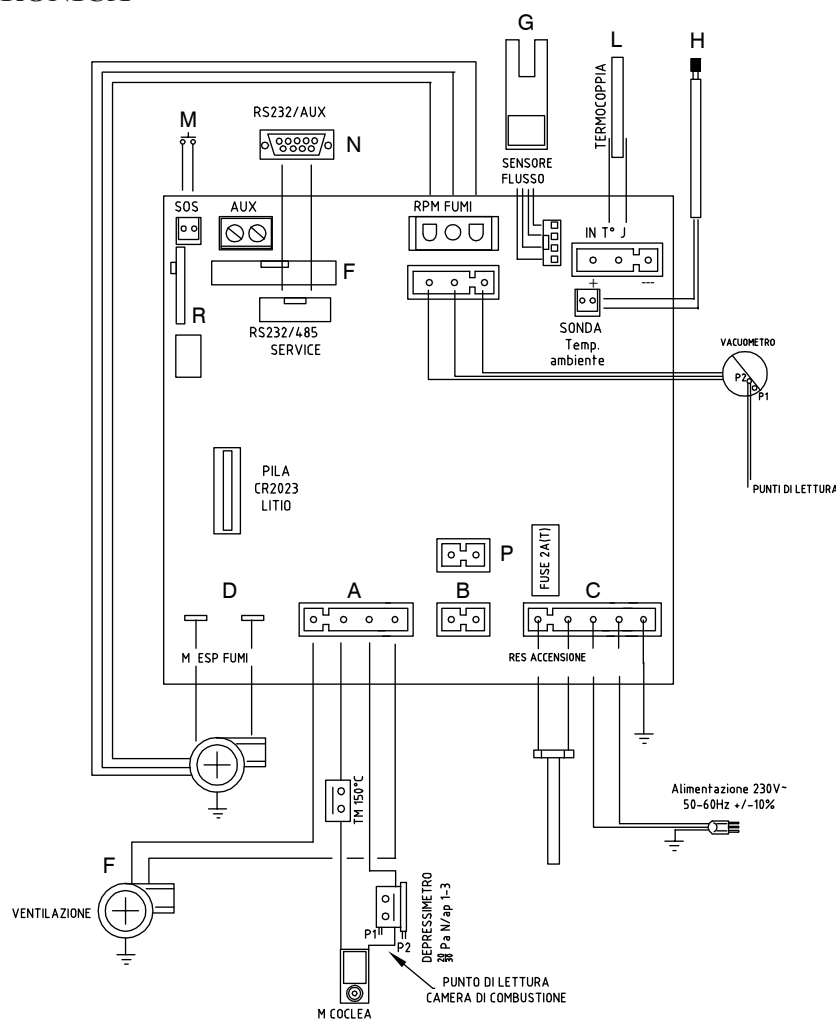 G
L
H
TERMOCOPPIA
RS232/AUX
M
N
SENSORE
FLUSSO
SOS
AUX
RPM FUMI
IN T° J
F
+
---
R
RS232/485
SERVICE
SONDA
Temp.
ambiente
VACUOMETRO
P2
P1
PUNTI DI LETTURA
PILA
CR2023
LITIO
P
FUSE 2A(T)
D
A
B
C
M ESP FUMI
RES ACCENSIONE
TM 150°C
Alimentazione 230V~
50-60Hz +/-10%
F
VENTILAZIONE
DEPRESSIMETRO
Pa N/ap 1-3
P1
P2
PUNTO DI LETTURA
CAMERA DI COMBUSTIONE
M COCLEA